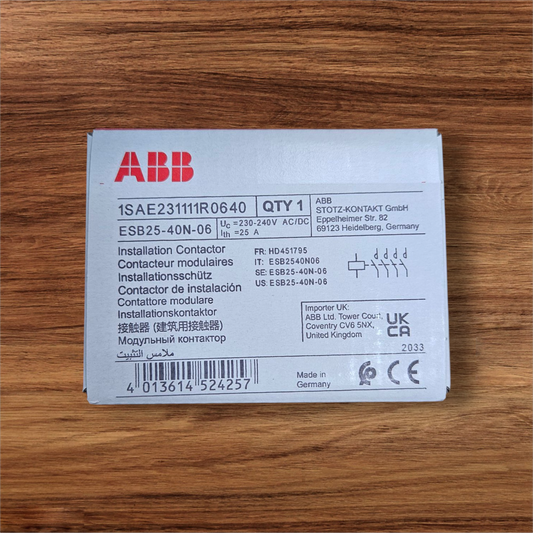 ABB
1SAE231111R0640
QTY 1
ABB
STOTZ-KONTAKT GmbH
Eppelheimer Str. 82
69123 Heidelberg, Germany
ESB25-40N-06
Uc =230-240V AC/DC
Ith =25 A
Installation Contactor
Contacteur modulaires
Installationsschütz
Contactor de instalación
Contattore modulare
Installationskontaktor
接触器 (建筑用接触器)
Модульный контактор
ملامس التثبيت
FR: HD451795
IT: ESB2540N06
SE: ESB25-40N-06
US: ESB25-40N-06
Importer UK:
ABB Ltd. Tower Court,
Coventry CV6 5NX,
United Kingdom
UK
CA
2033
4 013614 524257
Made in
Germany
CE